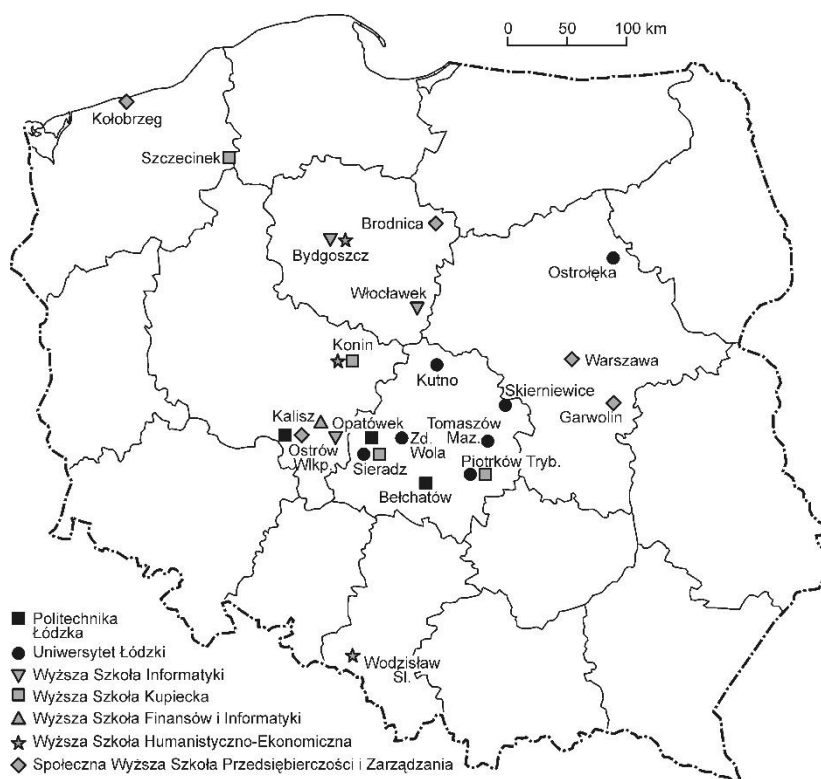 0 50 100 km
Kołobrzeg
Szczecinek
Brodnica
Bydgoszcz
Ostrołęka
Włocławek
Konin
Warszawa
Kutno
Skierniewice
Garwolin
Kalisz
Opatówek
Tomaszów
Maz.
Zd.
Wola
Ostrów
Wlkp.
Sieradz
Piotrków Tryb.
Bełchatów
Wodzisław
Śl.
Politechnika
Łódzka
Uniwersytet Łódzki
Wyższa Szkoła Informatyki
Wyższa Szkoła Kupiecka
Wyższa Szkoła Finansów i Informatyki
Wyższa Szkoła Humanistyczno-Ekonomiczna
Społeczna Wyższa Szkoła Przedsiębierczości i Zarządzania